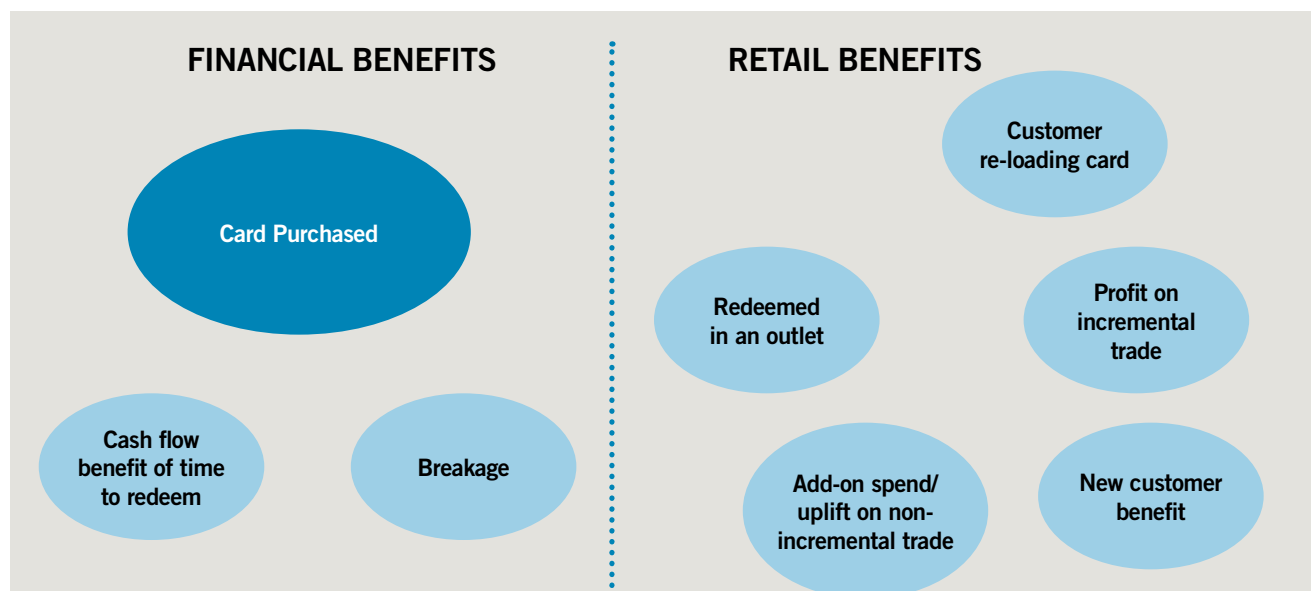 FINANCIAL BENEFITS
Card Purchased
Cash flow
benefit of time
to redeem
Breakage
RETAIL BENEFITS
Customer
re-loading card
Redeemed
in an outlet
Profit on
incremental
trade
Add-on spend/
uplift on non-
incremental trade
New customer
benefit